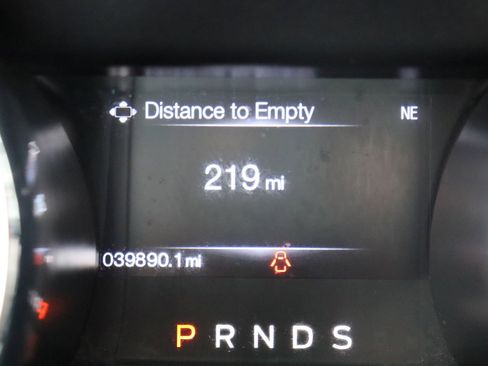 Distance to Empty NE
219 mi
039890.1 mi
P R N D S